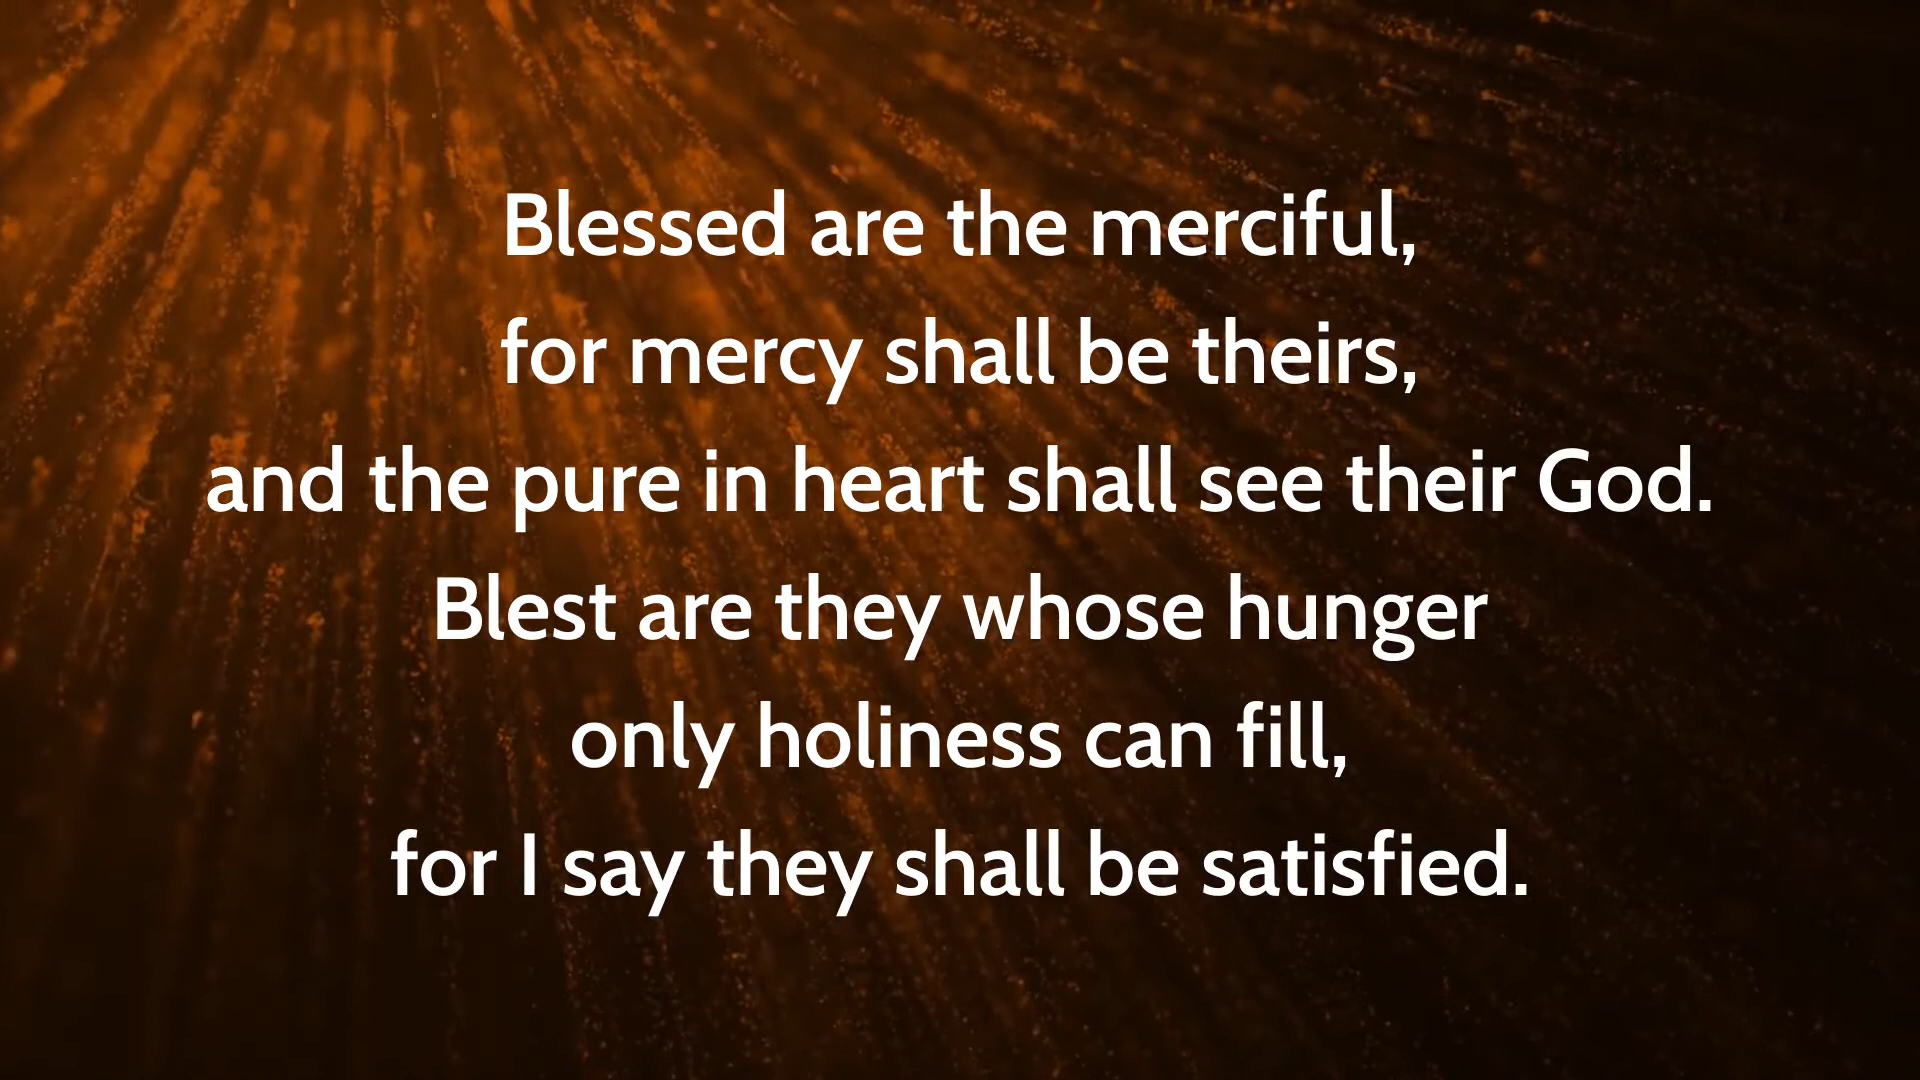 Blessed are the merciful,
for mercy shall be theirs,
and the pure in heart shall see their God.
Blest are they whose hunger
only holiness can fill,
for I say they shall be satisfied.